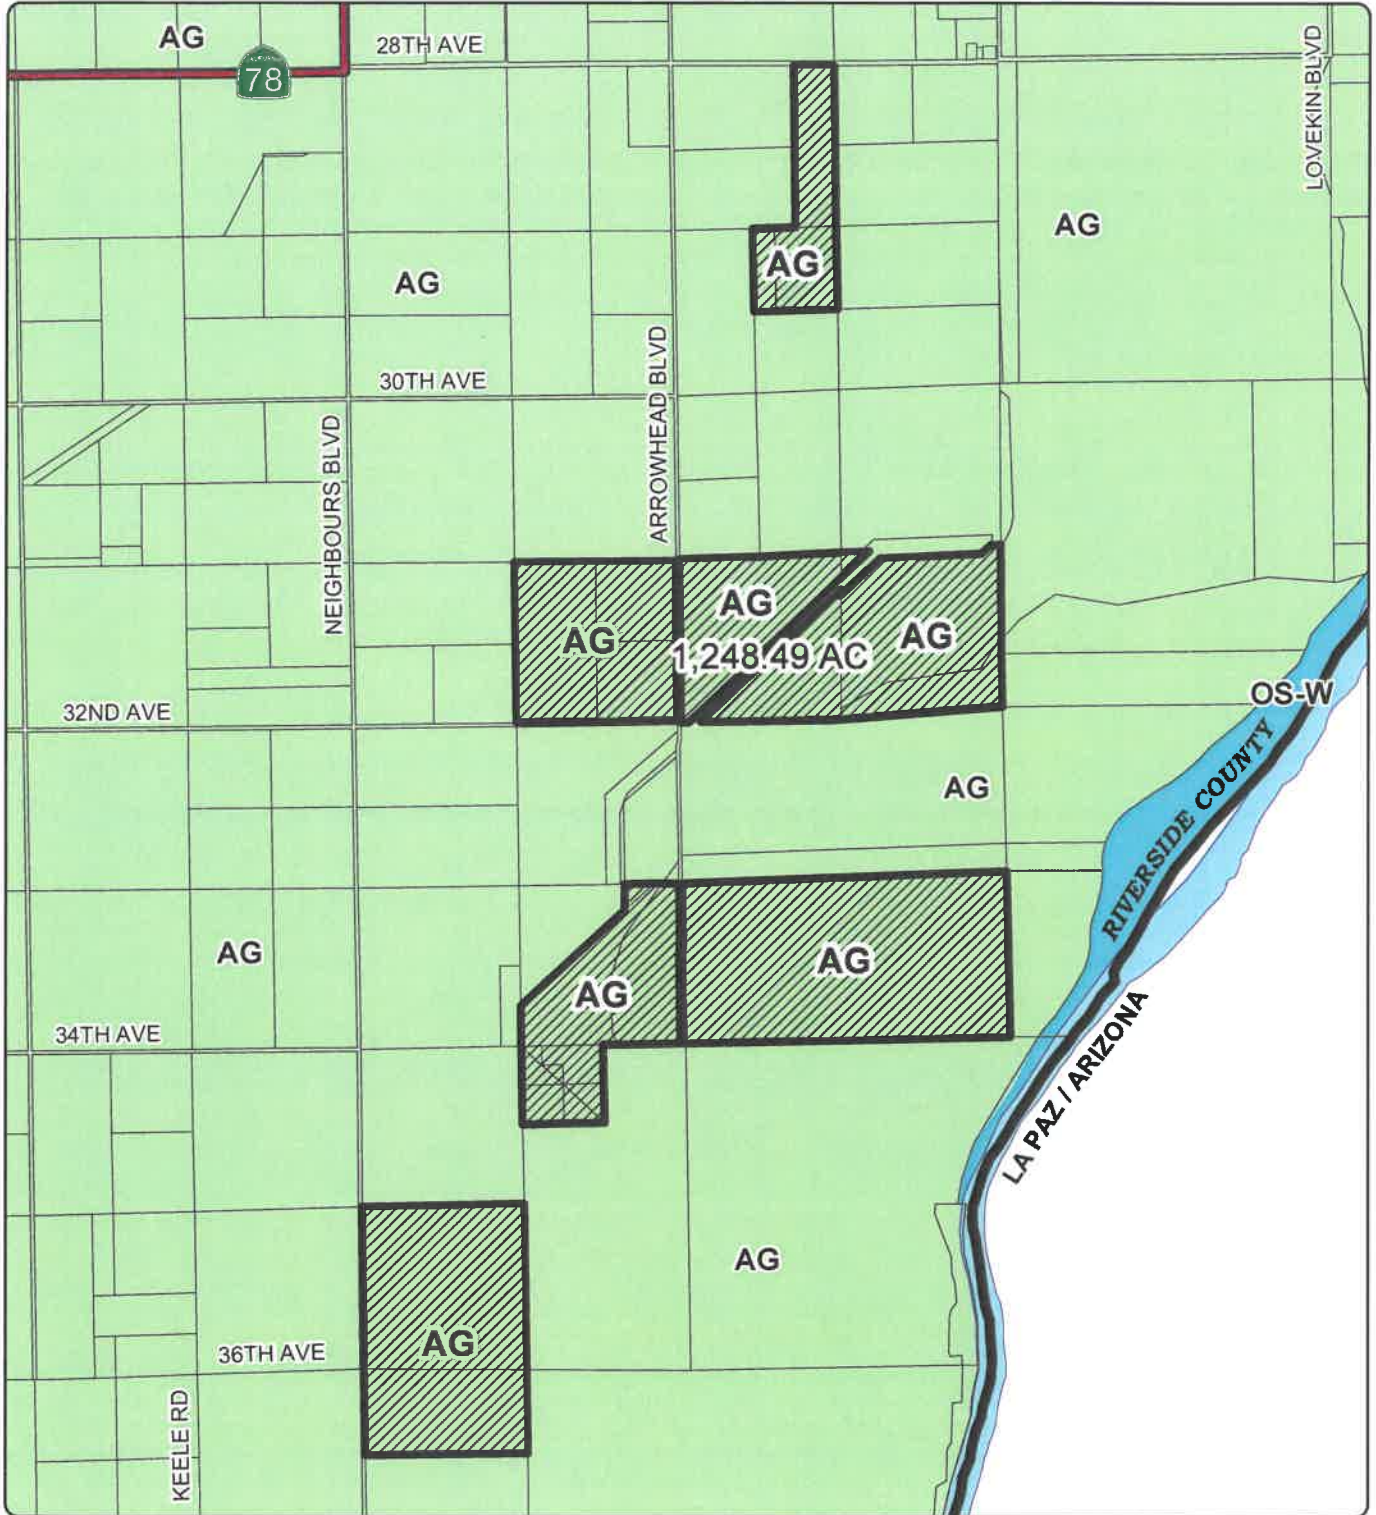 AG
28TH AVE
CALIFORNIA
78
LOVEKIN BLVD
AG
AG
AG
30TH AVE
ARROWHEAD BLVD
NEIGHBOURS BLVD
AG
AG
AG
1,248.49 AC
OS-W
32ND AVE
RIVERSIDE COUNTY
AG
AG
AG
AG
34TH AVE
LA PAZ / ARIZONA
AG
AG
36TH AVE
KEELE RD